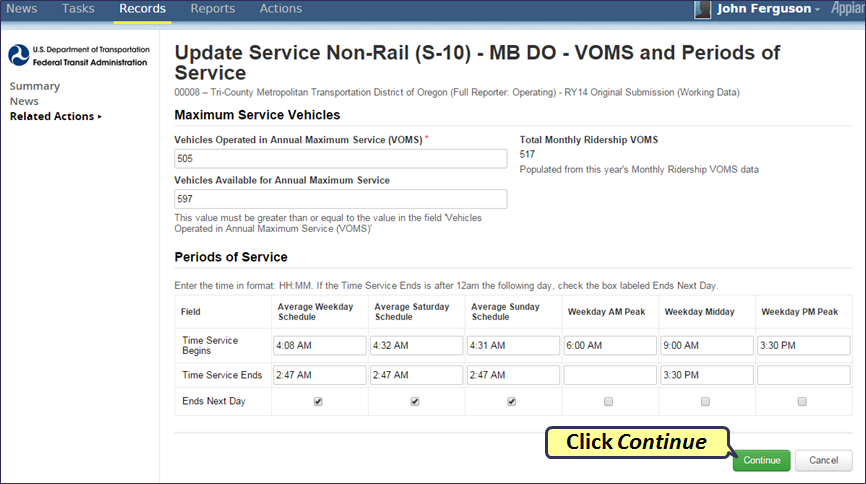 News Tasks Records Reports Actions John Ferguson Appian
U.S. Department of Transportation
Federal Transit Administration
Summary
News
Related Actions
Update Service Non-Rail (S-10) - MB DO - VOMS and Periods of
Service
00008 – Tri-County Metropolitan Transportation District of Oregon (Full Reporter: Operating) - RY14 Original Submission (Working Data)
Maximum Service Vehicles
Vehicles Operated in Annual Maximum Service (VOMS) * Total Monthly Ridership VOMS
505 517
Populated from this year's Monthly Ridership VOMS data
Vehicles Available for Annual Maximum Service
597
This value must be greater than or equal to the value in the field 'Vehicles
Operated in Annual Maximum Service (VOMS)'
Periods of Service
Enter the time in format: HH:MM. If the Time Service Ends is after 12am the following day, check the box labeled Ends Next Day.
Field Average Weekday Schedule Average Saturday Schedule Average Sunday Schedule Weekday AM Peak Weekday Midday Weekday PM Peak
Time Service Begins 4:08 AM 4:32 AM 4:31 AM 6:00 AM 9:00 AM 3:30 PM
Time Service Ends 2:47 AM 2:47 AM 2:47 AM 3:30 PM
Ends Next Day
Click Continue
Continue Cancel